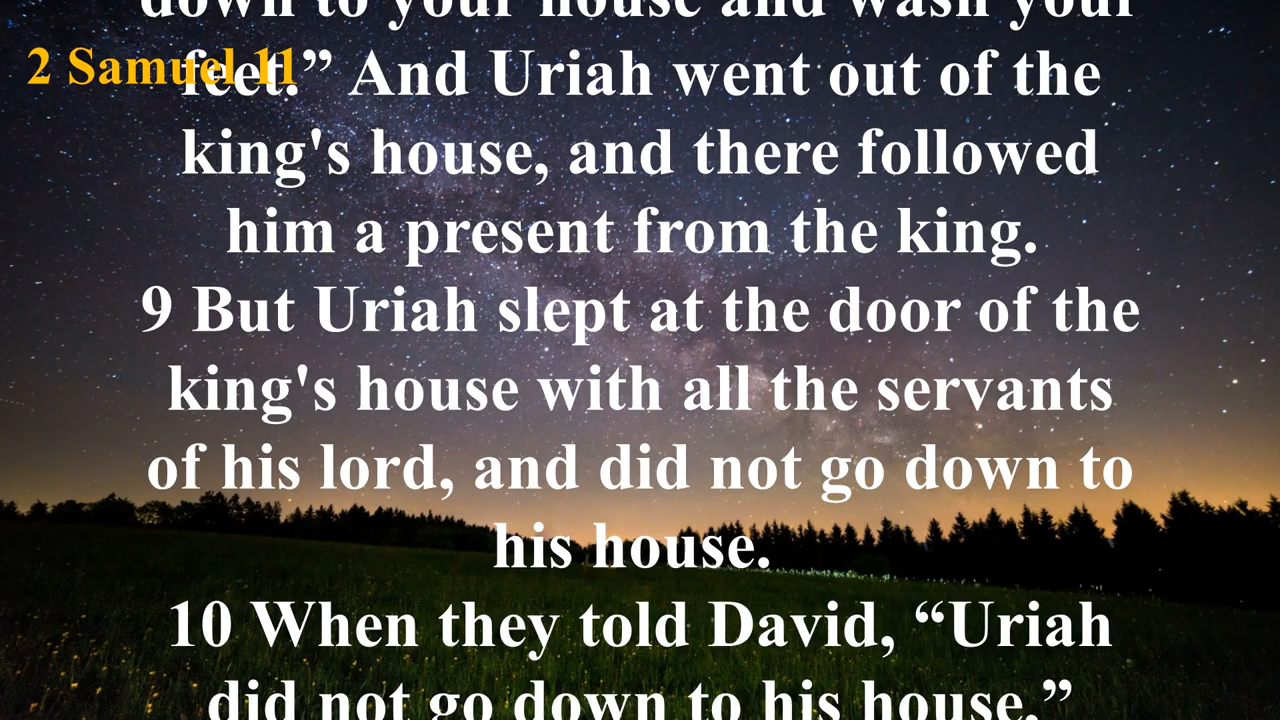 down to your house and wash your
2 Samuel 11
feet.” And Uriah went out of the
king's house, and there followed
him a present from the king.
9 But Uriah slept at the door of the
king's house with all the servants
of his lord, and did not go down to
his house.
10 When they told David, “Uriah
did not go down to his house,”